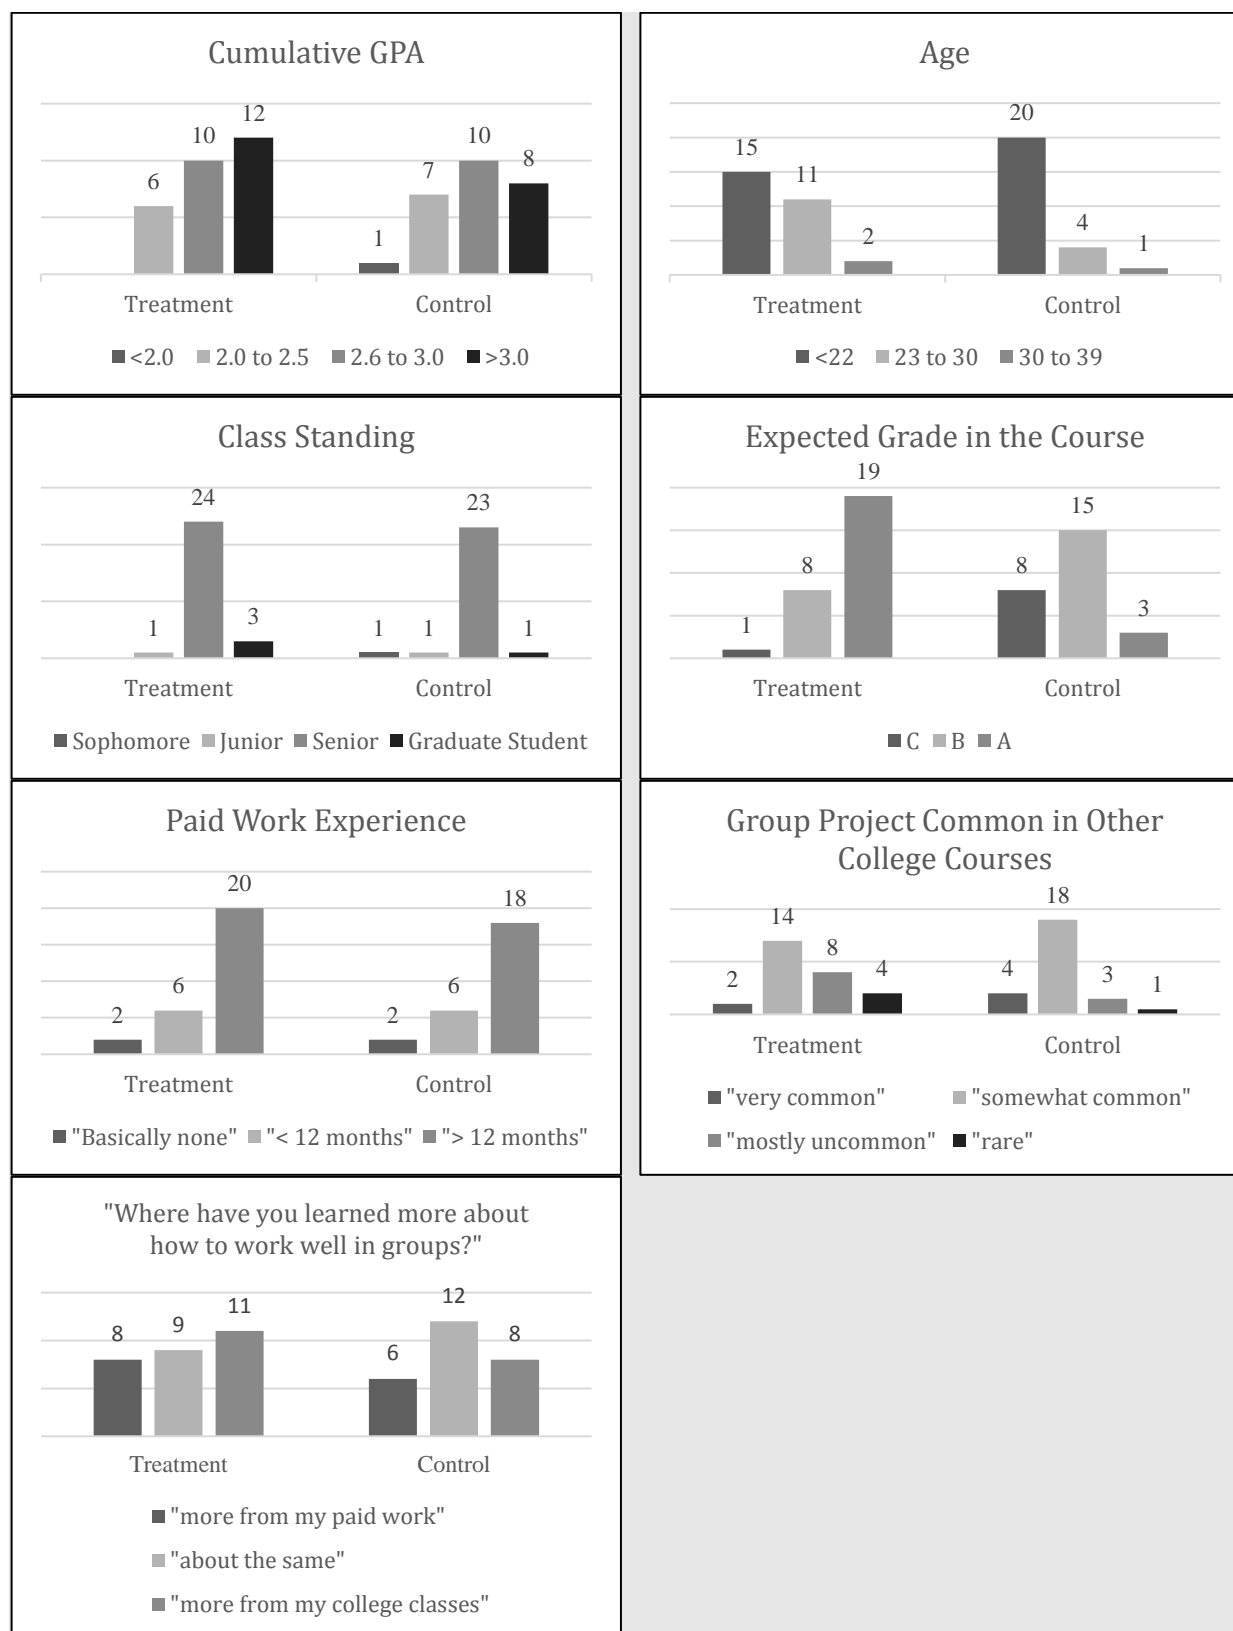 Cumulative GPA
12
10
10
8
7
6
1
Treatment Control
■ <2.0 ■ 2.0 to 2.5 ■ 2.6 to 3.0 ■ >3.0
Age
20
15
11
4
2
1
Treatment Control
■ <22 ■ 23 to 30 ■ 30 to 39
Class Standing
24
23
3
1 1 1 1
Treatment Control
■ Sophomore ■ Junior ■ Senior ■ Graduate Student
Expected Grade in the Course
19
15
8 8
3
1
Treatment Control
■ C ■ B ■ A
Paid Work Experience
20
18
6 6
2 2
Treatment Control
■ "Basically none" ■ "< 12 months" ■ "> 12 months"
Group Project Common in Other
College Courses
18
14
8
4 4
3
2
1
Treatment Control
■ "very common" ■ "somewhat common"
■ "mostly uncommon" ■ "rare"
"Where have you learned more about
how to work well in groups?"
12
11
9
8 8
6
Treatment Control
■ "more from my paid work"
■ "about the same"
■ "more from my college classes"